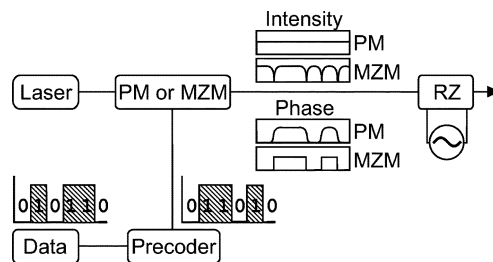 Intensity
PM
MZM
Laser
PM or MZM
RZ
Phase
PM
MZM
0 1 0 1 1 0
0 1 1 0 1 0
Data
Precoder